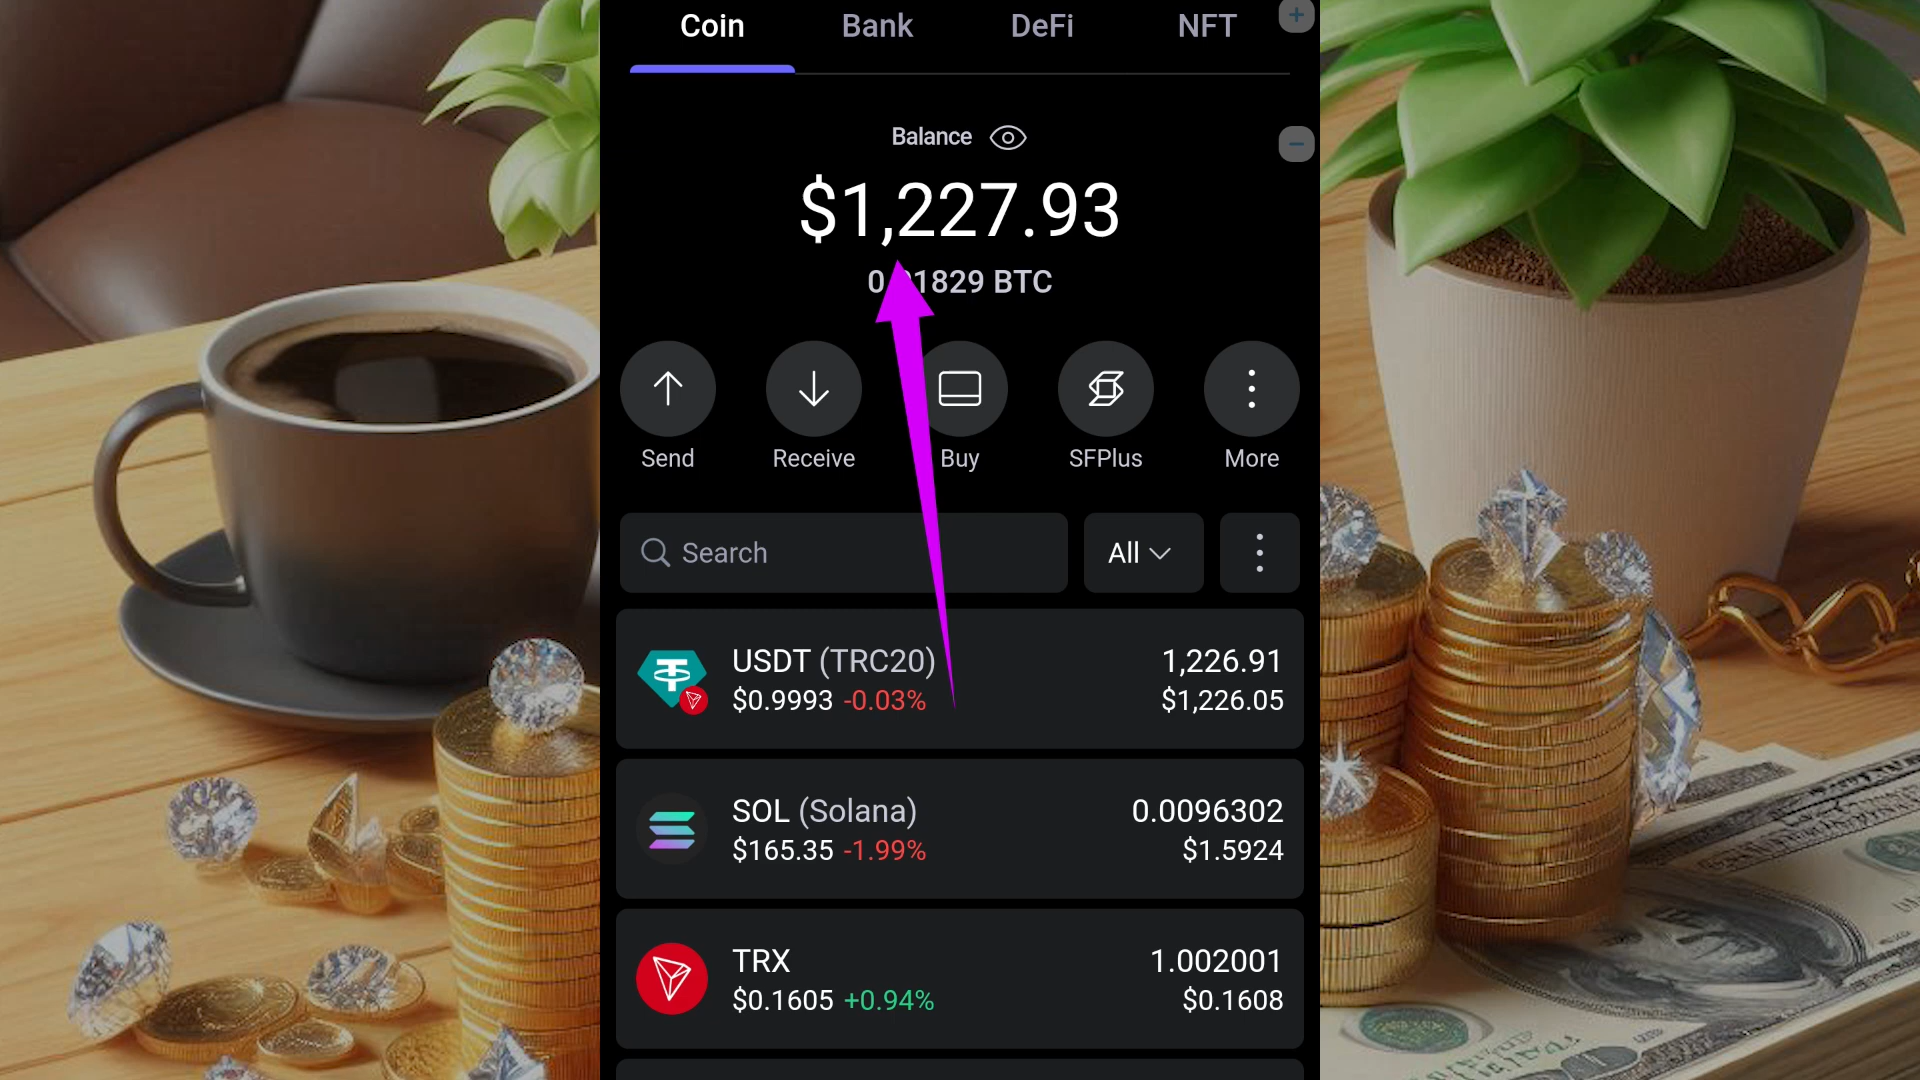 Coin Bank DeFi NFT
Balance
$1,227.93
0.01829 BTC
Send Receive Buy SFPlus More
Search All
USDT (TRC20) 1,226.91
$0.9993 -0.03% $1,226.05
SOL (Solana) 0.0096302
$165.35 -1.99% $1.5924
TRX 1.002001
$0.1605 +0.94% $0.1608